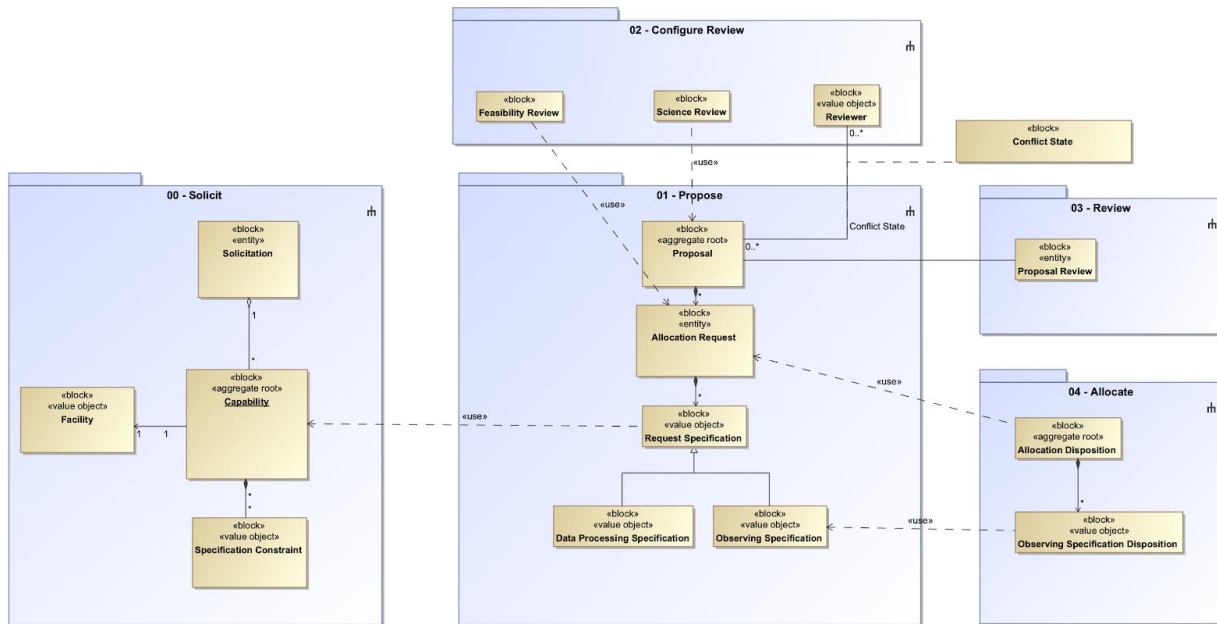 02 - Configure Review
«block»
Feasibility Review
«block»
Science Review
«block»
«value object»
Reviewer
0..*
«block»
Conflict State
«use»
«use»
00 - Solicit
«block»
«entity»
Solicitation
1
*
«block»
«aggregate root»
Capability
«block»
«value object»
Facility
1
1
*
*
«block»
«value object»
Specification Constraint
«use»
01 - Propose
«block»
«aggregate root»
Proposal
0..*
Conflict State
*
«block»
«entity»
Allocation Request
*
«block»
«value object»
Request Specification
«block»
«value object»
Data Processing Specification
«block»
«value object»
Observing Specification
03 - Review
«block»
«entity»
Proposal Review
«use»
04 - Allocate
«block»
«aggregate root»
Allocation Disposition
*
«use»
«block»
«value object»
Observing Specification Disposition